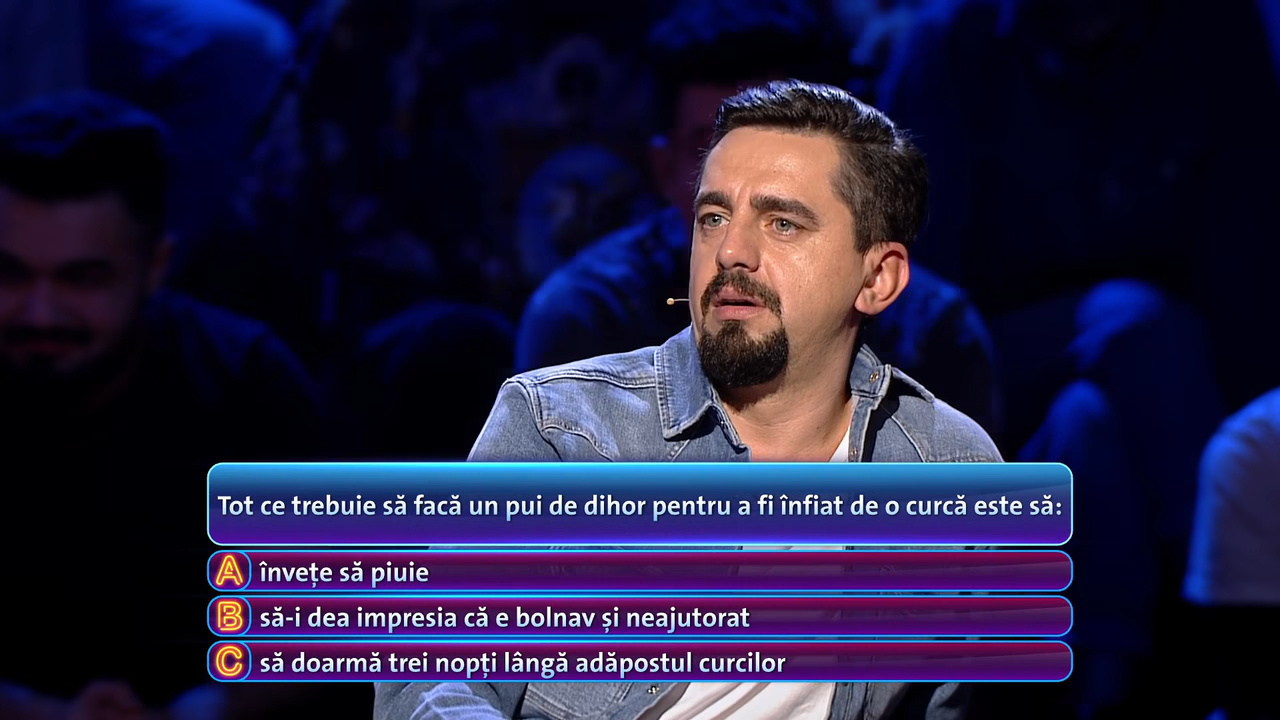 Tot ce trebuie să facă un pui de dihor pentru a fi înfiat de o curcă este să:
A învețe să piuie
B să-i dea impresia că e bolnav și neajutorat
C să doarmă trei nopți lângă adăpostul curcilor